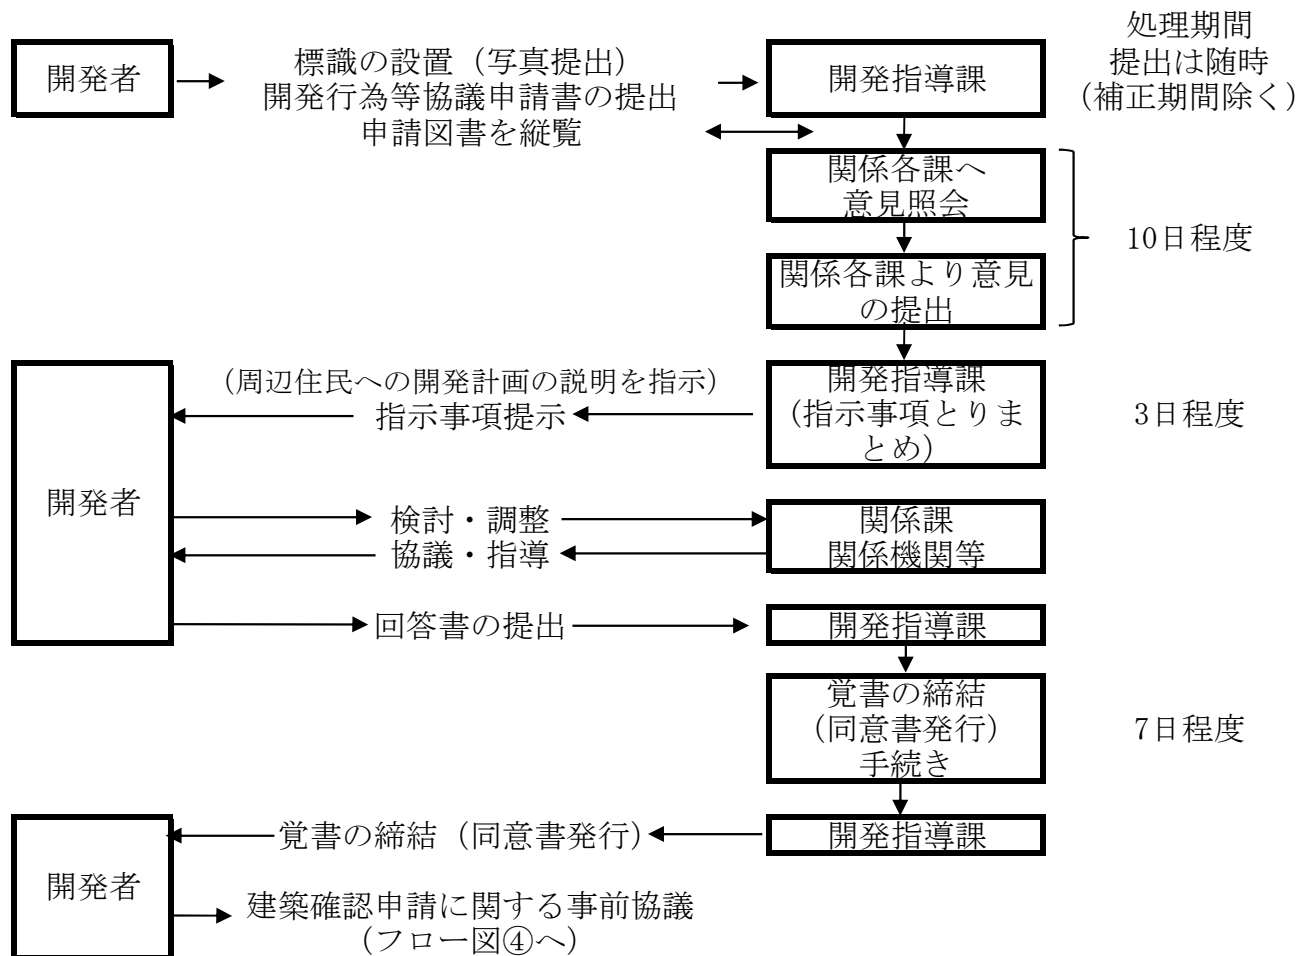 処理期間
提出は随時
（補正期間除く）
開発者
標識の設置（写真提出）
開発行為等協議申請書の提出
申請図書を縦覧
開発指導課
関係各課へ
意見照会
10日程度
関係各課より意見
の提出
（周辺住民への開発計画の説明を指示）
指示事項提示
開発指導課
（指示事項とりま
とめ）
3日程度
開発者
検討・調整
協議・指導
関係課
関係機関等
回答書の提出
開発指導課
覚書の締結
（同意書発行）
手続き
7日程度
開発者
覚書の締結（同意書発行）
開発指導課
建築確認申請に関する事前協議
（フロー図④へ）